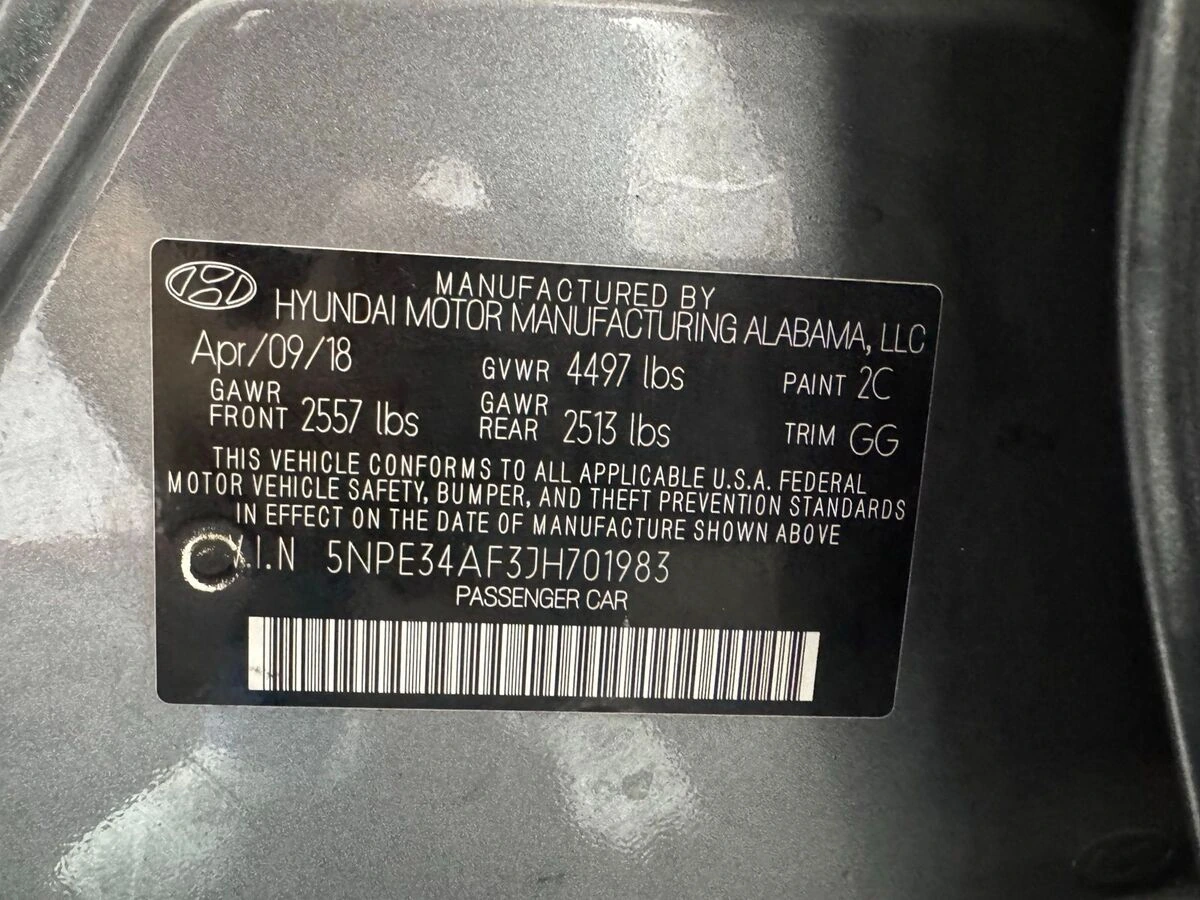 MANUFACTURED BY
HYUNDAI MOTOR MANUFACTURING ALABAMA, LLC
Apr/09/18 GVWR 4497 lbs PAINT 2C
GAWR FRONT 2557 lbs GAWR REAR 2513 lbs TRIM GG
THIS VEHICLE CONFORMS TO ALL APPLICABLE U.S.A. FEDERAL
MOTOR VEHICLE SAFETY, BUMPER, AND THEFT PREVENTION STANDARDS
IN EFFECT ON THE DATE OF MANUFACTURE SHOWN ABOVE
V.I.N 5NPE34AF3JH701983
PASSENGER CAR